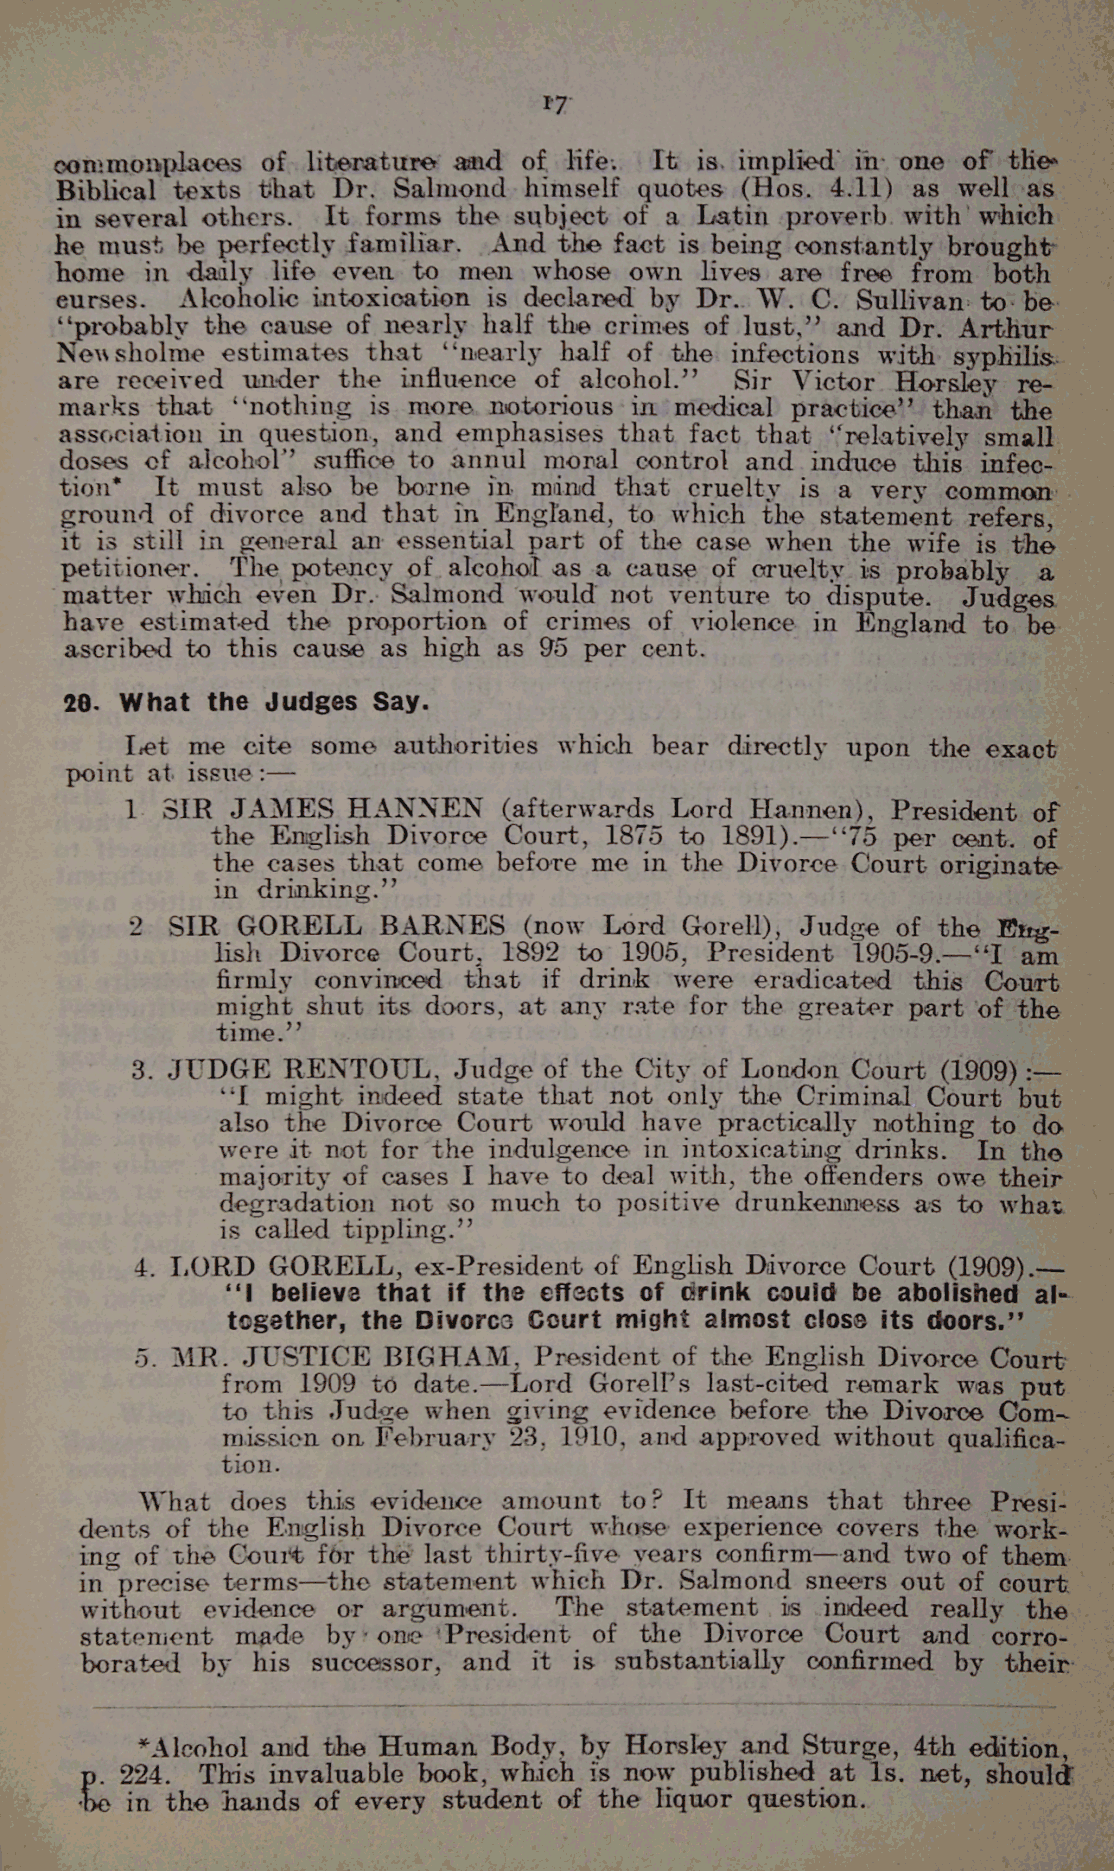 17
commonplaces of literature and of life. It is implied in one of the
Biblical texts that Dr. Salmond himself quotes (Hos. 4.11) as well as
in several others. It forms the subject of a Latin proverb with which
he must be perfectly familiar. And the fact is being constantly brought
home in daily life even to men whose own lives are free from both
curses. Alcoholic intoxication is declared by Dr. W. C. Sullivan to be
“probably the cause of nearly half the crimes of lust,” and Dr. Arthur
Newsholme estimates that “nearly half of the infections with syphilis
are received under the influence of alcohol.” Sir Victor Horsley re-
marks that “nothing is more notorious in medical practice” than the
association in question, and emphasises that fact that “relatively small
doses of alcohol” suffice to annul moral control and induce this infec-
tion* It must also be borne in mind that cruelty is a very common
ground of divorce and that in England, to which the statement refers,
it is still in general an essential part of the case when the wife is the
petitioner. The potency of alcohol as a cause of cruelty is probably a
matter which even Dr. Salmond would not venture to dispute. Judges
have estimated the proportion of crimes of violence in England to be
ascribed to this cause as high as 95 per cent.
20. What the Judges Say.
Let me cite some authorities which bear directly upon the exact
point at issue:—
1 SIR JAMES HANNEN (afterwards Lord Hannen), President of
the English Divorce Court, 1875 to 1891).—“75 per cent. of
the cases that come before me in the Divorce Court originate
in drinking.”
2 SIR GORELL BARNES (now Lord Gorell), Judge of the Eng-
lish Divorce Court, 1892 to 1905, President 1905-9.—“I am
firmly convinced that if drink were eradicated this Court
might shut its doors, at any rate for the greater part of the
time.”
3. JUDGE RENTOUL, Judge of the City of London Court (1909):—
“I might indeed state that not only the Criminal Court but
also the Divorce Court would have practically nothing to do
were it not for the indulgence in intoxicating drinks. In the
majority of cases I have to deal with, the offenders owe their
degradation not so much to positive drunkenness as to what
is called tippling.”
4. LORD GORELL, ex-President of English Divorce Court (1909).—
“I believe that if the effects of drink could be abolished al-
together, the Divorce Court might almost close its doors.”
5. MR. JUSTICE BIGHAM, President of the English Divorce Court
from 1909 to date.—Lord Gorell’s last-cited remark was put
to this Judge when giving evidence before the Divorce Com-
mission on February 23, 1910, and approved without qualifica-
tion.
What does this evidence amount to? It means that three Presi-
dents of the English Divorce Court whose experience covers the work-
ing of the Court for the last thirty-five years confirm—and two of them
in precise terms—the statement which Dr. Salmond sneers out of court
without evidence or argument. The statement is indeed really the
statement made by one President of the Divorce Court and corro-
borated by his successor, and it is substantially confirmed by their
*Alcohol and the Human Body, by Horsley and Sturge, 4th edition,
p. 224. This invaluable book, which is now published at 1s. net, should
be in the hands of every student of the liquor question.